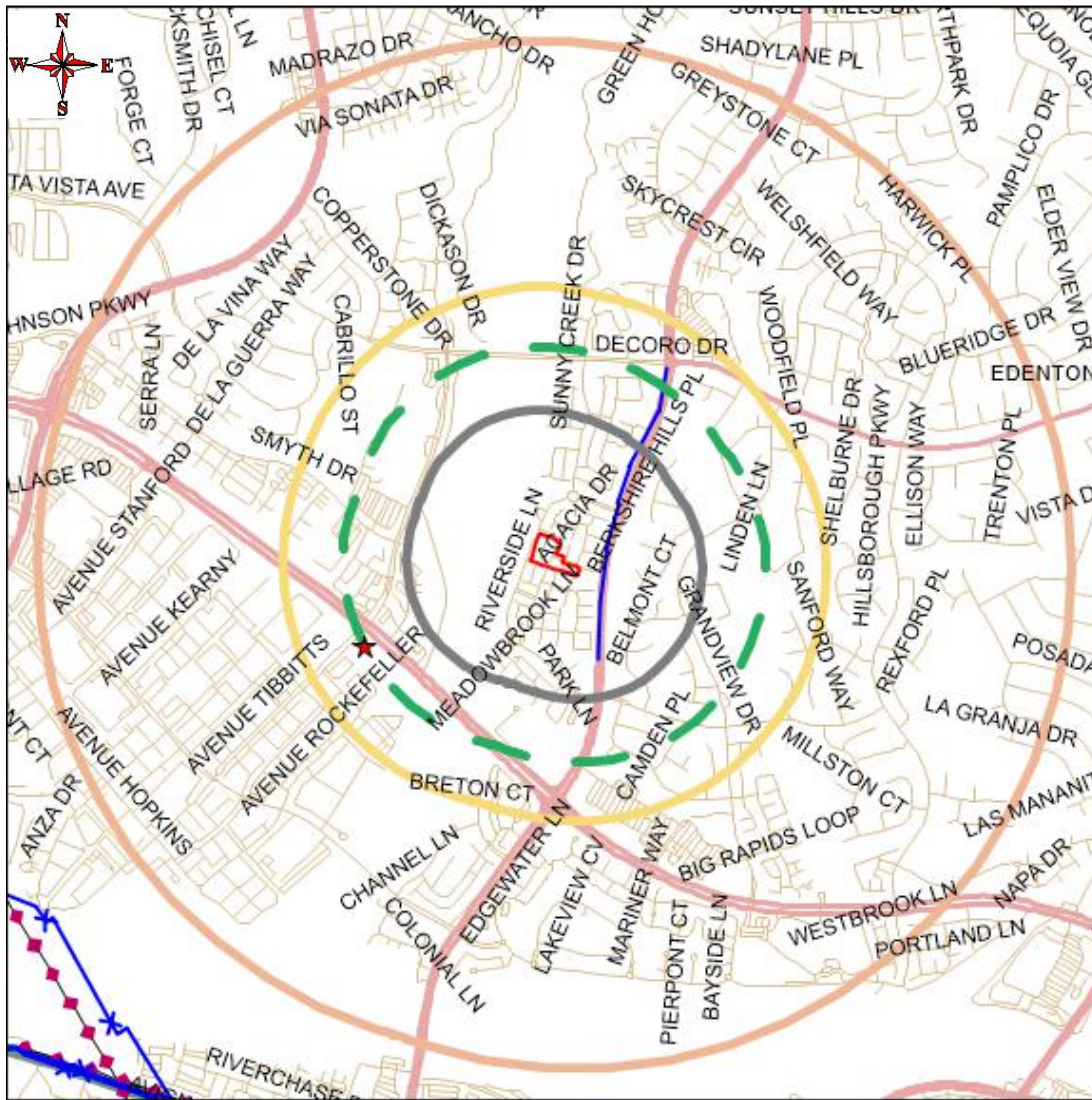 N
W E
S
CHISEL CT
MADRAZO DR
SHADYLANE PL
FORGE CT
VIA SONATA DR
GREYSTONE CT
PAMPLICO DR
TA VISTA AVE
COPPERSTONE DR
DICKASON DR
SKYCREST CIR
WELSHFIELD WAY
HARWICK PL
ELDER VIEW DR
DE LA VINA WAY
DE LA GUERRA WAY
SUNNY CREEK DR
HNSON PKWY
CABRILLO ST
DECORO DR
WOODFIELD PL
BLUERIDGE DR
SERRA LN
EDENTON
SMYTH DR
BERKSHIRE HILLS PL
SHELBURNE DR
HILLSBOROUGH PKWY
ELLISON WAY
TRENTON PL
LLAGE RD
AVENUE STANFORD
RIVERSIDE LN
ACACIA DR
LINDEN LN
VISTA D
AVENUE KEARNY
BELMONT CT
GRANDVIEW DR
SANFORD WAY
REXFORD PL
AVENUE TIBBITTS
AVENUE ROCKEFELLER
MEADOWBROOK LN
PARK LN
POSADA
NT CT
AVENUE HOPKINS
CAMDEN PL
LA GRANJA DR
ANZA DR
BRETON CT
MILLSTON CT
LAS MANANI
CHANNEL LN
EDGEWATER LN
BIG RAPIDS LOOP
NAPA DR
COLONIAL LN
LAKEVIEW CV
MARINER WAY
PIERPONT CT
BAYSIDE LN
WESTBROOK LN
PORTLAND LN
RIVERCHASE